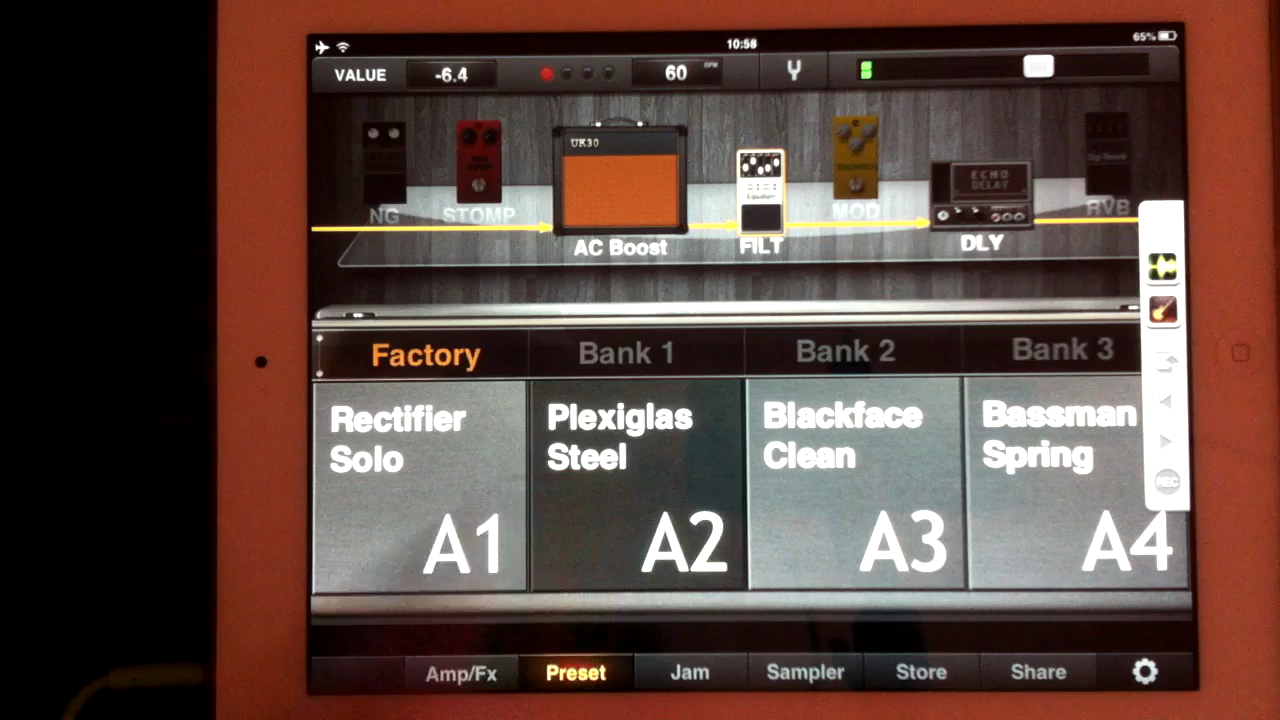 10:58
65%
VALUE
-6.4
60
BPM
UK30
ECHO
DELAY
Equalizer
NG
STOMP
AC Boost
FILT
MOD
DLY
RVB
Factory
Bank 1
Bank 2
Bank 3
Rectifier
Solo
A1
Plexiglas
Steel
A2
Blackface
Clean
A3
Bassman
Spring
A4
REC
Amp/Fx
Preset
Jam
Sampler
Store
Share